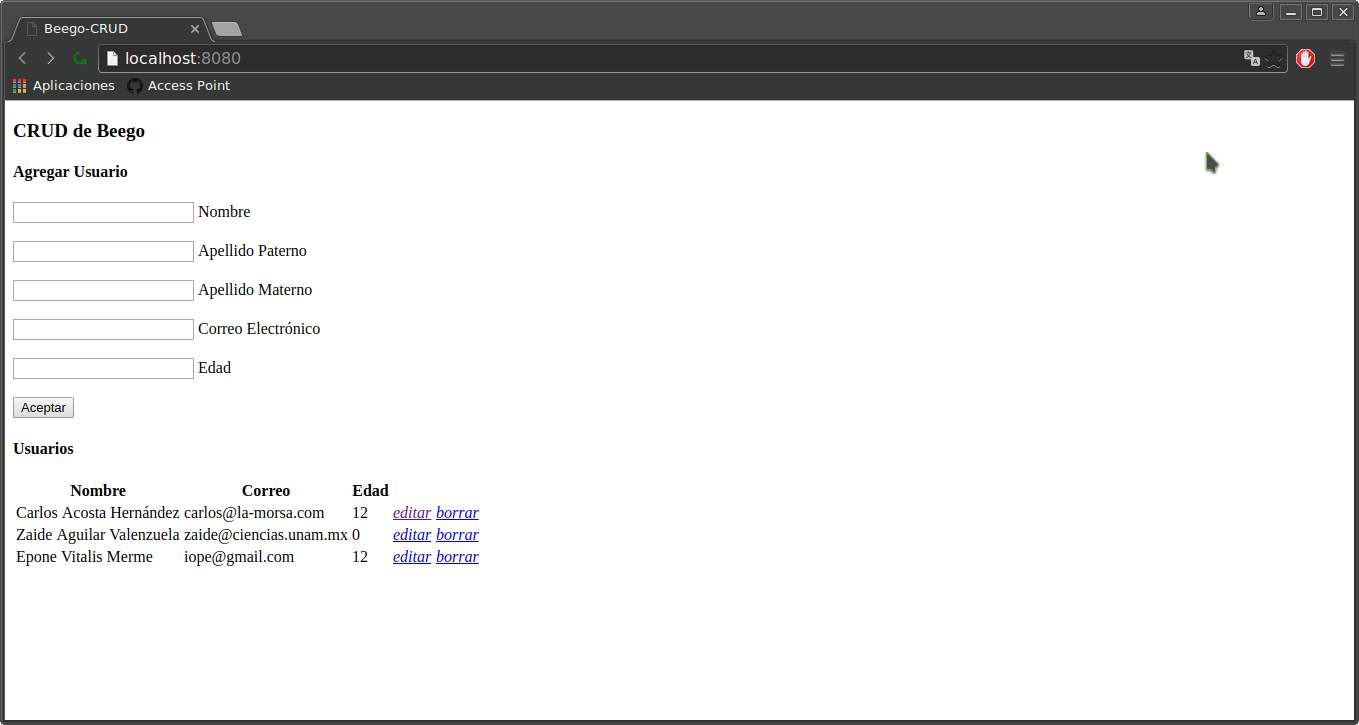 Beego-CRUD
localhost:8080
Aplicaciones Access Point
CRUD de Beego
Agregar Usuario
Nombre
Apellido Paterno
Apellido Materno
Correo Electrónico
Edad
Aceptar
Usuarios
Nombre Correo Edad
Carlos Acosta Hernández carlos@la-morsa.com 12 editar borrar
Zaide Aguilar Valenzuela zaide@ciencias.unam.mx 0 editar borrar
Epone Vitalis Merme iope@gmail.com 12 editar borrar